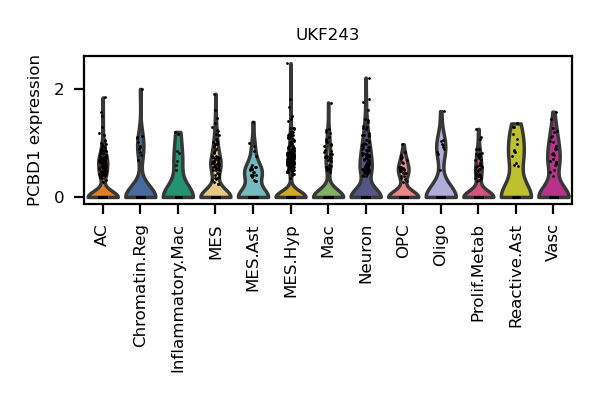 UKF243
PCBD1 expression
2
0
AC
Chromatin.Reg
Inflammatory.Mac
MES
MES.Ast
MES.Hyp
Mac
Neuron
OPC
Oligo
Prolif.Metab
Reactive.Ast
Vasc